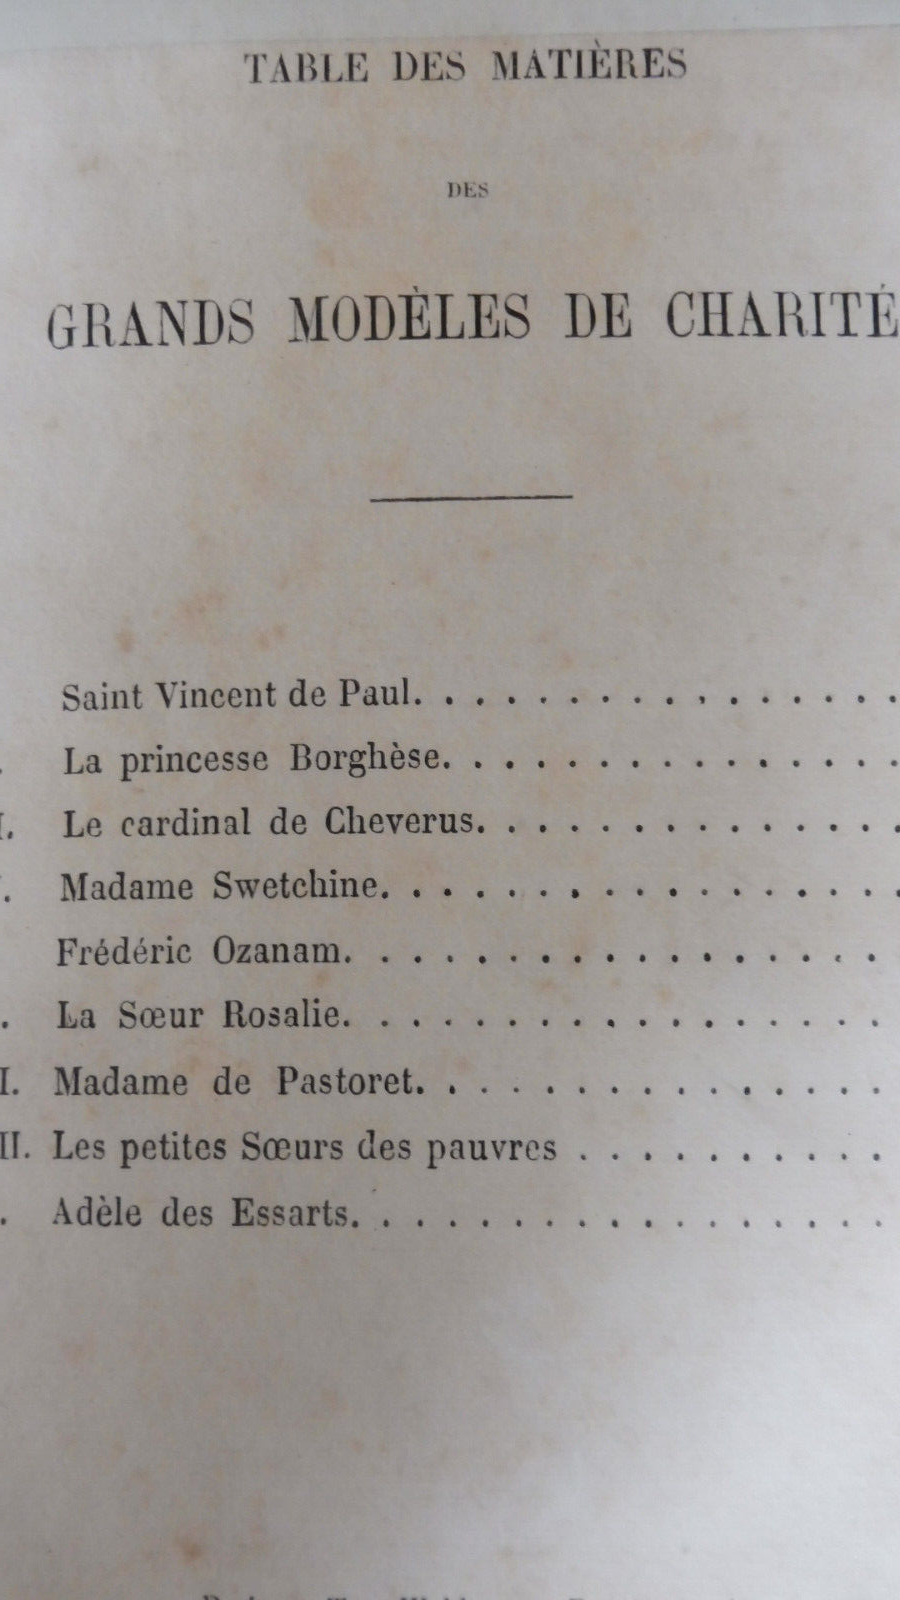 TABLE DES MATIÈRES
DES
GRANDS MODÈLES DE CHARITÉ
Saint Vincent de Paul. . . . . . . . . . . . . . . .
. La princesse Borghèse. . . . . . . . . . . . . . .
I. Le cardinal de Cheverus. . . . . . . . . . . . . .
. Madame Swetchine. . . . . . . . . . . . . . . . .
Frédéric Ozanam. . . . . . . . . . . . . . . . . .
. La Sœur Rosalie. . . . . . . . . . . . . . . . .
I. Madame de Pastoret. . . . . . . . . . . . . . .
II. Les petites Sœurs des pauvres . . . . . . . . . .
. Adèle des Essarts. . . . . . . . . . . . . . . . .